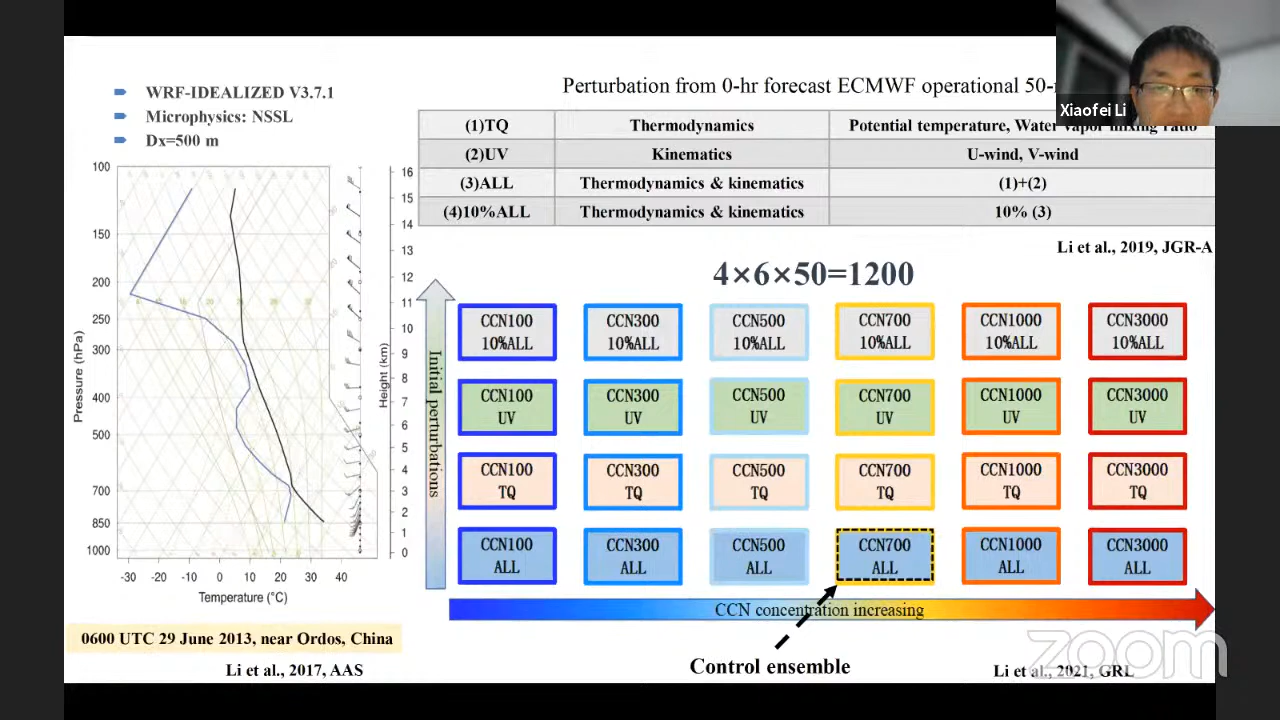 Xiaofei Li
WRF-IDEALIZED V3.7.1
Microphysics: NSSL
Dx=500 m
Perturbation from 0-hr forecast ECMWF operational 50-
(1)TQ Thermodynamics Potential temperature, Water vapor mixing ratio
(2)UV Kinematics U-wind, V-wind
(3)ALL Thermodynamics & kinematics (1)+(2)
(4)10%ALL Thermodynamics & kinematics 10% (3)
Li et al., 2019, JGR-A
4×6×50=1200
Pressure (hPa)
100
150
200
250
300
400
500
700
850
1000
-30 -20 -10 0 10 20 30 40
Temperature (°C)
Height (km)
16
15
14
13
12
11
10
9
8
7
6
5
4
3
2
1
0
0600 UTC 29 June 2013, near Ordos, China
Li et al., 2017, AAS
Initial perturbations
CCN100 CCN300 CCN500 CCN700 CCN1000 CCN3000
10%ALL 10%ALL 10%ALL 10%ALL 10%ALL 10%ALL
CCN100 CCN300 CCN500 CCN700 CCN1000 CCN3000
UV UV UV UV UV UV
CCN100 CCN300 CCN500 CCN700 CCN1000 CCN3000
TQ TQ TQ TQ TQ TQ
CCN100 CCN300 CCN500 CCN700 CCN1000 CCN3000
ALL ALL ALL ALL ALL ALL
CCN concentration increasing
Control ensemble
Li et al., 2021, GRL
zoom